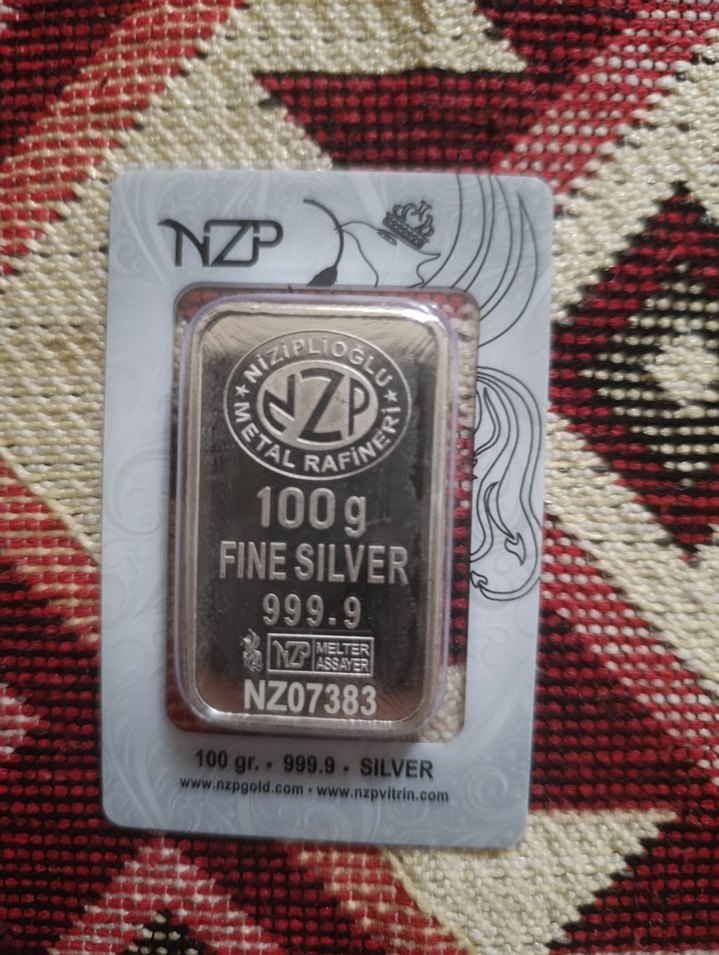 NZP
NİZİPLİOĞLU
NZP
METAL RAFİNERİ
100 g
FINE SILVER
999.9
NZP MELTER
ASSAYER
NZ07383
100 gr. • 999.9 • SILVER
www.nzpgold.com • www.nzpvitrin.com